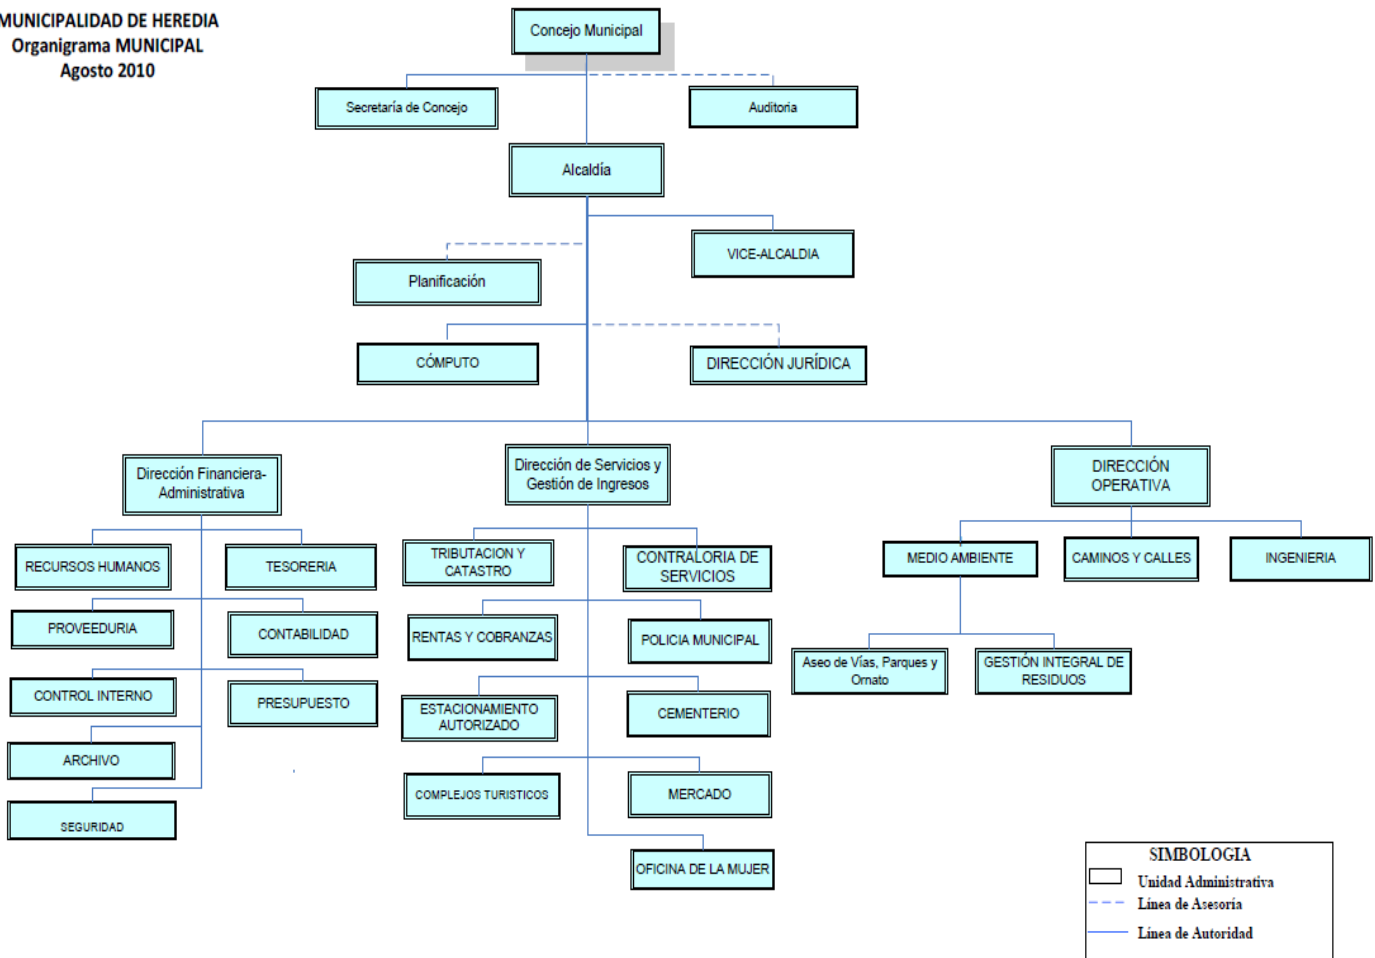 MUNICIPALIDAD DE HEREDIA
Organigrama MUNICIPAL
Agosto 2010
Concejo Municipal
Secretaría de Concejo
Auditoria
Alcaldía
VICE-ALCALDIA
Planificación
CÓMPUTO
DIRECCIÓN JURÍDICA
Dirección Financiera-
Administrativa
Dirección de Servicios y
Gestión de Ingresos
DIRECCIÓN
OPERATIVA
RECURSOS HUMANOS
TESORERIA
PROVEEDURIA
CONTABILIDAD
CONTROL INTERNO
PRESUPUESTO
ARCHIVO
SEGURIDAD
TRIBUTACION Y
CATASTRO
CONTRALORIA DE
SERVICIOS
RENTAS Y COBRANZAS
POLICIA MUNICIPAL
ESTACIONAMIENTO
AUTORIZADO
CEMENTERIO
COMPLEJOS TURISTICOS
MERCADO
OFICINA DE LA MUJER
MEDIO AMBIENTE
CAMINOS Y CALLES
INGENIERIA
Aseo de Vías, Parques y
Ornato
GESTIÓN INTEGRAL DE
RESIDUOS
SIMBOLOGIA
Unidad Administrativa
Línea de Asesoría
Línea de Autoridad